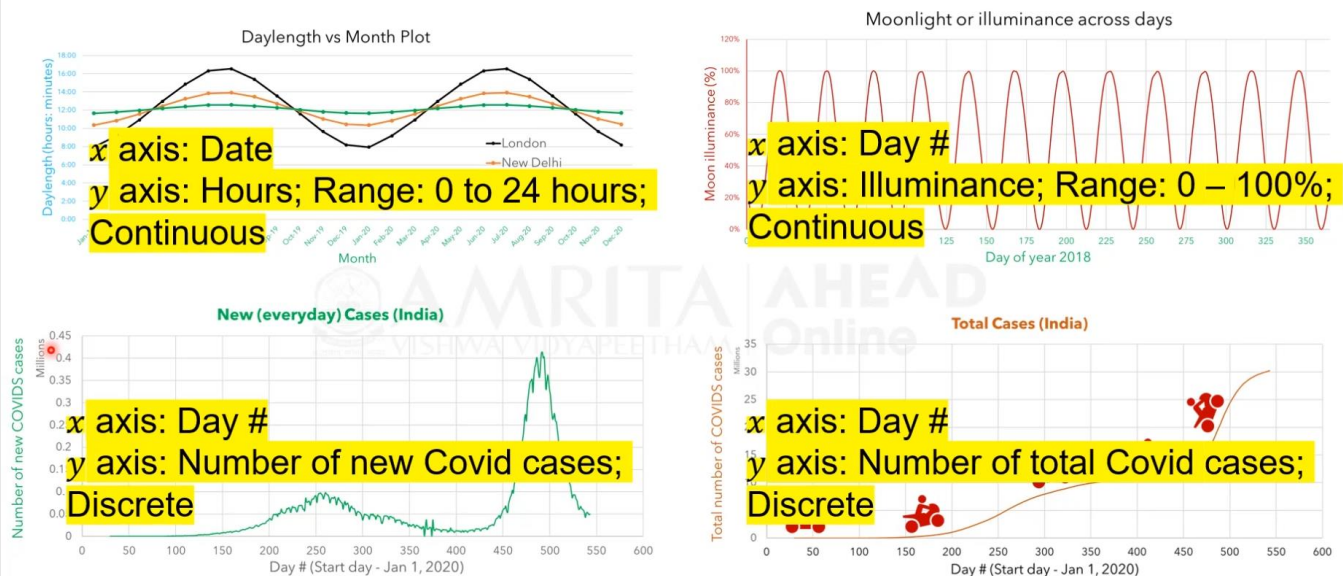 Daylength vs Month Plot
Daylength (hours: minutes)
18:00
16:00
14:00
12:00
10:00
8:00
6:00
4:00
2:00
0:00
London
New Delhi
x axis: Date
y axis: Hours; Range: 0 to 24 hours;
Continuous
Oct-19
Nov-19
Dec-19
Jan-20
Feb-20
Mar-20
Apr-20
May-20
Jun-20
Jul-20
Aug-20
Sep-20
Oct-20
Nov-20
Dec-20
Month
Moonlight or illuminance across days
Moon illuminance (%)
120%
100%
80%
60%
40%
20%
0%
x axis: Day #
y axis: Illuminance; Range: 0 – 100%;
Continuous
125 150 175 200 225 250 275 300 325 350
Day of year 2018
AMRITA AHEAD
VISHWA VIDYAPEETHAM Online
New (everyday) Cases (India)
Number of new COVIDS cases
Millions
0.45
0.4
0.35
0.3
x axis: Day #
y axis: Number of new Covid cases;
Discrete
0
0 50 100 150 200 250 300 350 400 450 500 550 600
Day # (Start day - Jan 1, 2020)
Total Cases (India)
Total number of COVIDS cases
Millions
35
30
25
x axis: Day #
y axis: Number of total Covid cases;
Discrete
0
0 50 100 150 200 250 300 350 400 450 500 550 600
Day # (Start day - Jan 1, 2020)